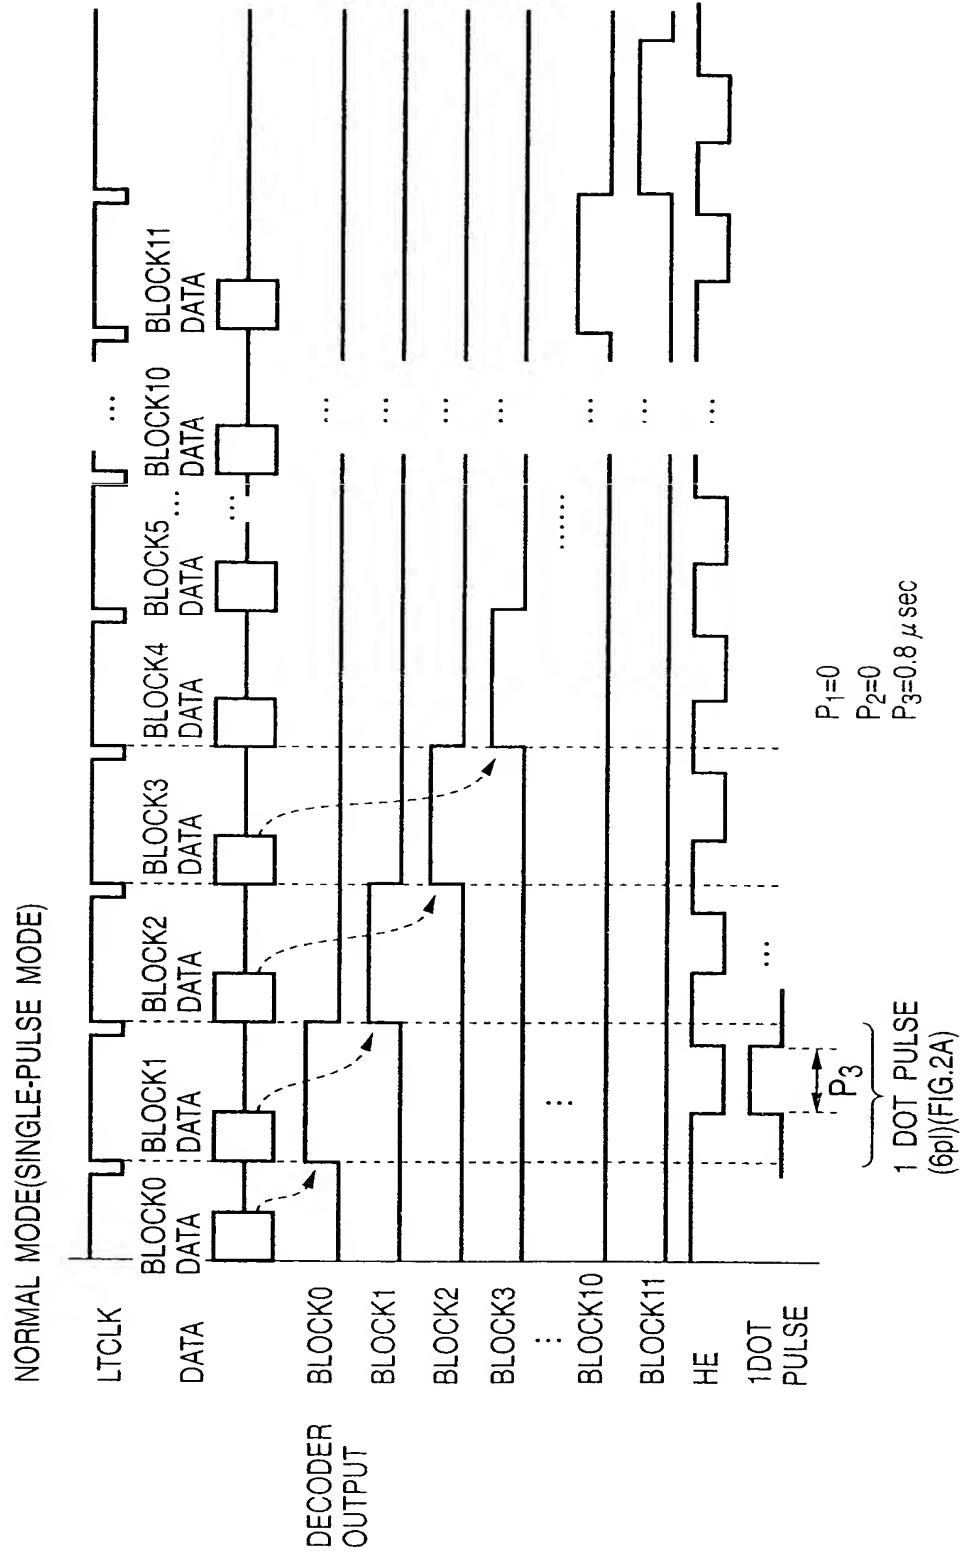 NORMAL MODE(SINGLE-PULSE MODE)
LTCLK
...
DATA
BLOCK0
DATA
BLOCK1
DATA
BLOCK2
DATA
BLOCK3
DATA
BLOCK4
DATA
BLOCK5
DATA
...
...
BLOCK10
DATA
BLOCK11
DATA
DECODER
OUTPUT
BLOCK0
...
BLOCK1
...
BLOCK2
...
BLOCK3
...
...
...
......
BLOCK10
...
BLOCK11
...
HE
...
1DOT
PULSE
...
P3
1 DOT PULSE
(6pl)(FIG.2A)
P1=0
P2=0
P3=0.8 μsec